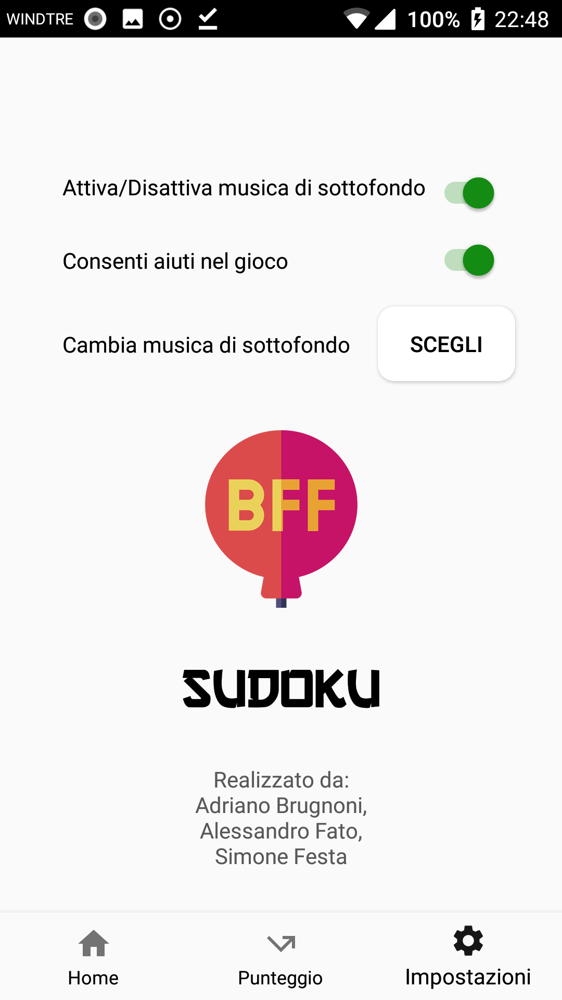 WINDTRE 100% 22:48
Attiva/Disattiva musica di sottofondo
Consenti aiuti nel gioco
Cambia musica di sottofondo SCEGLI
BFF
SUDOKU
Realizzato da:
Adriano Brugnoni,
Alessandro Fato,
Simone Festa
Home Punteggio Impostazioni